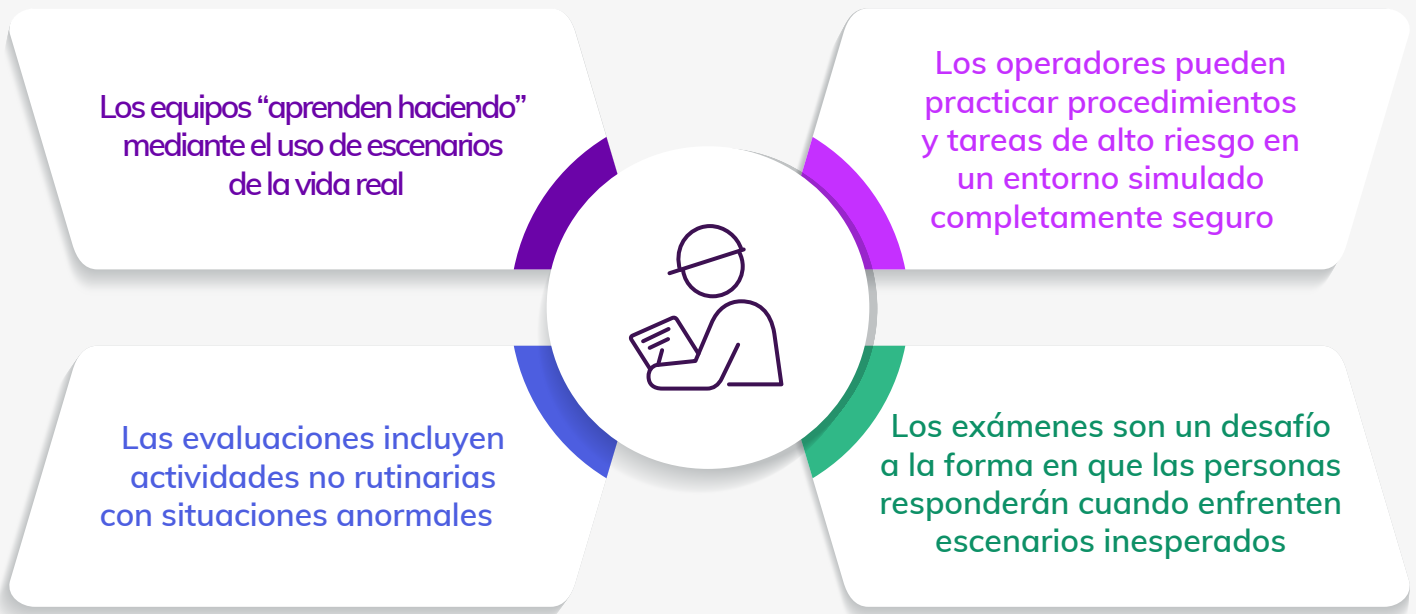 Los equipos “aprenden haciendo”
mediante el uso de escenarios
de la vida real
Los operadores pueden
practicar procedimientos
y tareas de alto riesgo en
un entorno simulado
completamente seguro
Las evaluaciones incluyen
actividades no rutinarias
con situaciones anormales
Los exámenes son un desafío
a la forma en que las personas
responderán cuando enfrenten
escenarios inesperados